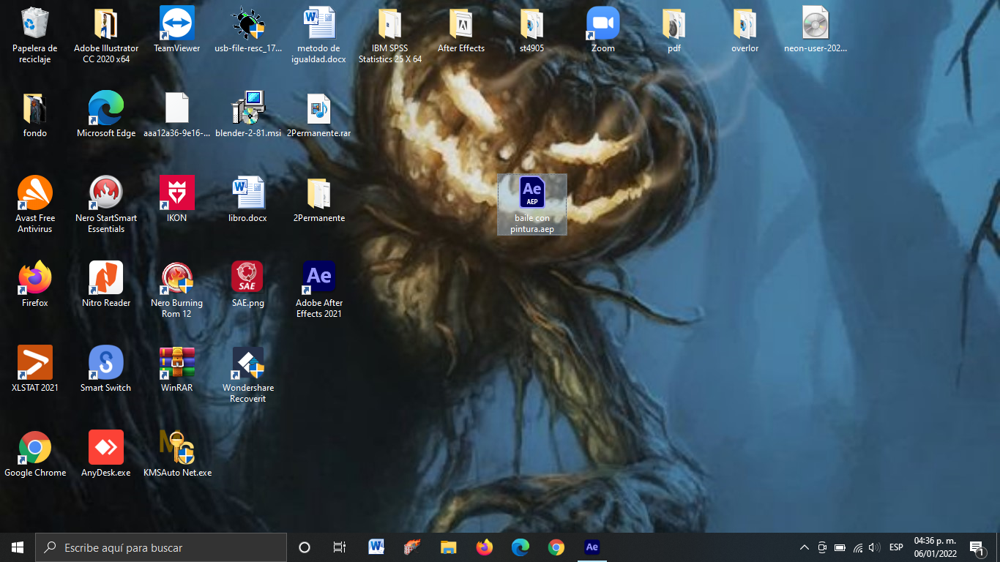 Papelera de
reciclaje
Adobe Illustrator
CC 2020 x64
TeamViewer
usb-file-resc_17...
metodo de
igualdad.docx
IBM SPSS
Statistics 25 X 64
After Effects
st4905
Zoom
pdf
overlor
neon-user-202...
fondo
Microsoft Edge
aaa12a36-9e16-...
blender-2-81.msi
2Permanente.rar
Avast Free
Antivirus
Nero StartSmart
Essentials
IKON
libro.docx
2Permanente
Ae
AEP
baile con
pintura.aep
Firefox
Nitro Reader
Nero Burning
Rom 12
SAE
SAE.png
Ae
Adobe After
Effects 2021
XLSTAT 2021
S
Smart Switch
WinRAR
Wondershare
Recoverit
Google Chrome
AnyDesk.exe
KMSAuto Net.exe
Escribe aquí para buscar
W
Ae
ESP
04:36 p. m.
06/01/2022
1